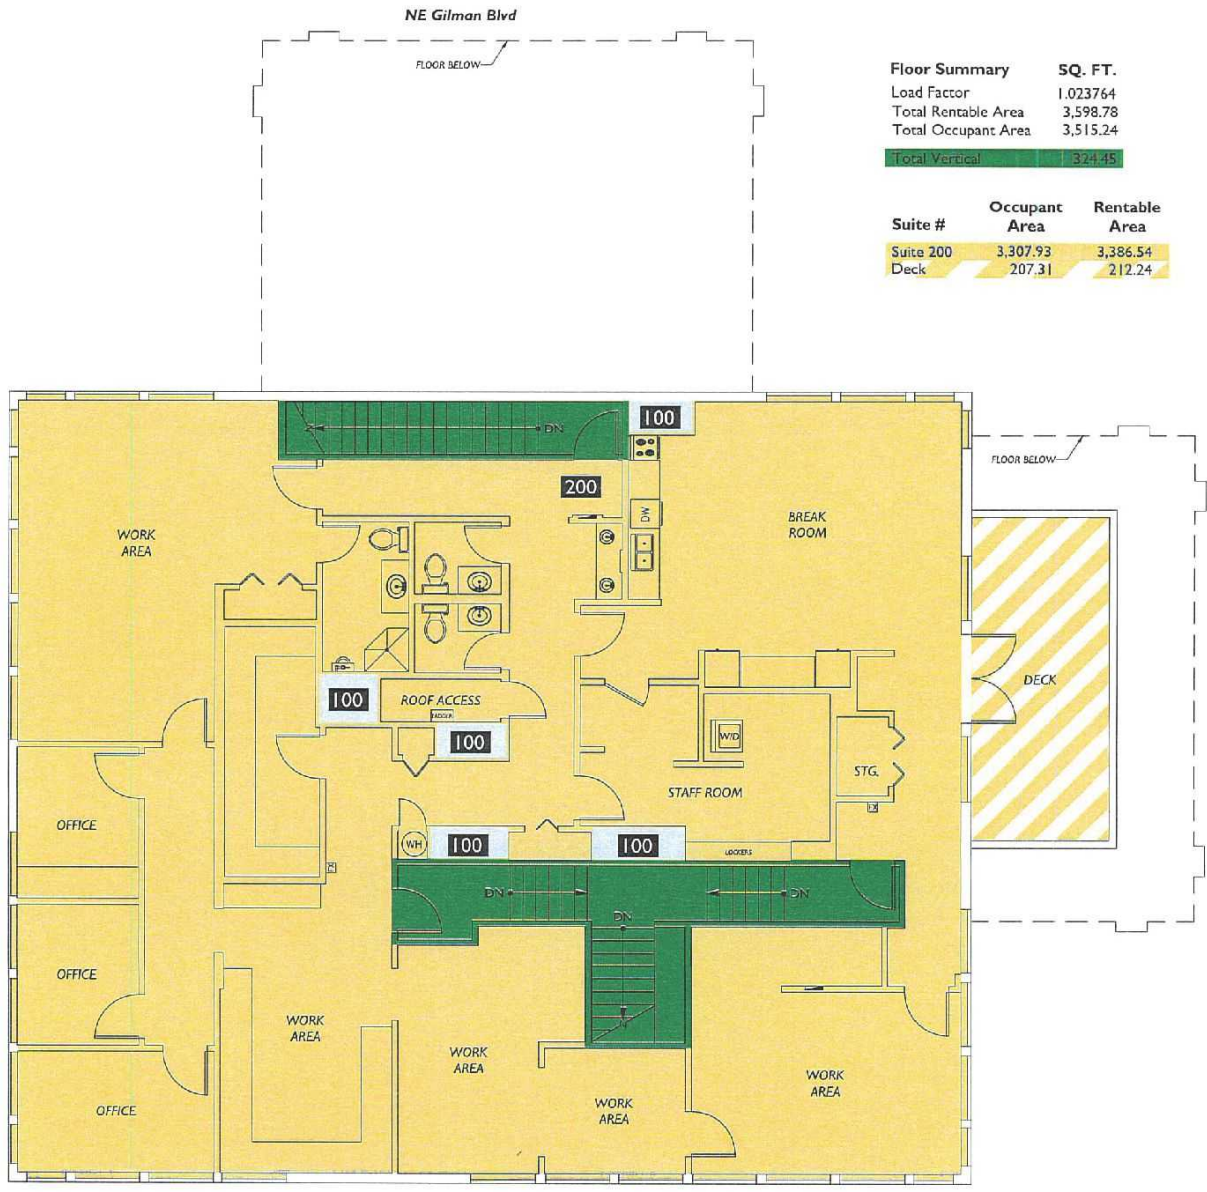 NE Gilman Blvd
FLOOR BELOW
Floor Summary SQ. FT.
Load Factor 1.023764
Total Rentable Area 3,598.78
Total Occupant Area 3,515.24
Total Vertical 324.45
Suite # Occupant Area Rentable Area
Suite 200 3,307.93 3,386.54
Deck 207.31 212.24
100
DN
FLOOR BELOW
200
WORK
AREA
DW
BREAK
ROOM
100
ROOF ACCESS
LADDER
DECK
100
W/D
STG.
STAFF ROOM
OFFICE
WH
100
100
LOCKERS
DN
DN
DN
OFFICE
WORK
AREA
WORK
AREA
WORK
AREA
WORK
AREA
OFFICE